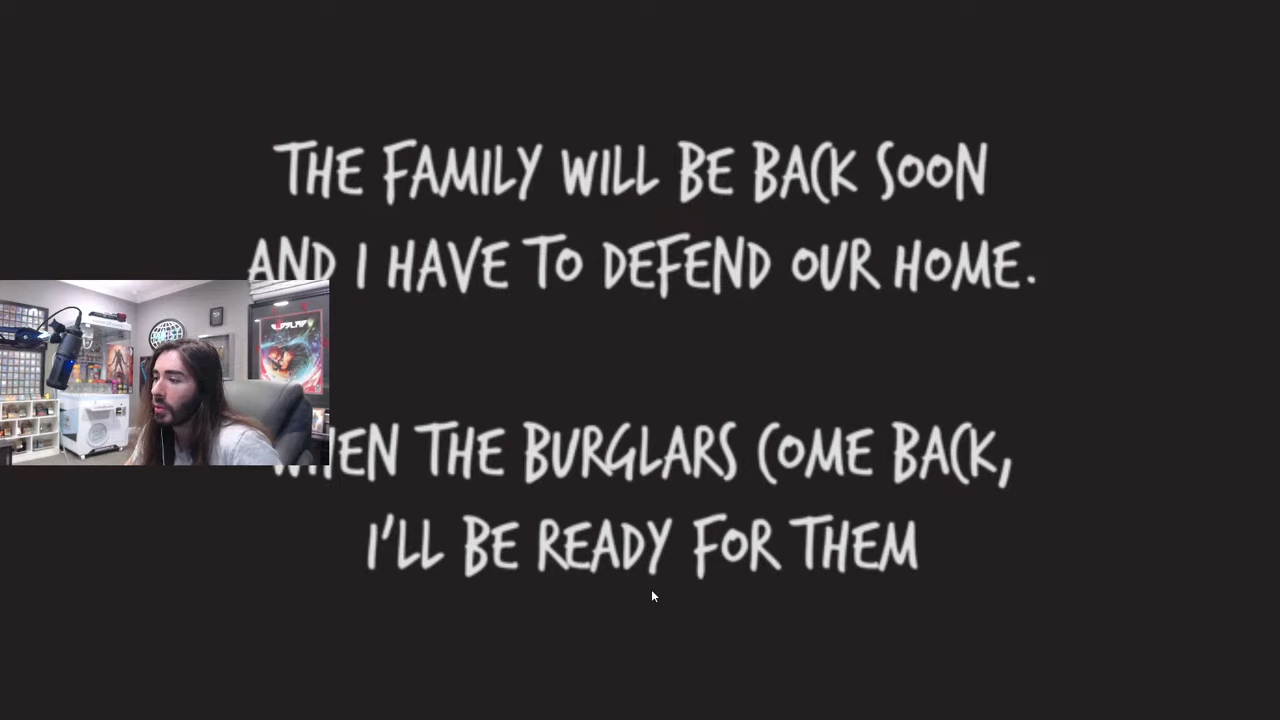 THE FAMILY WILL BE BACK SOON
AND I HAVE TO DEFEND OUR HOME.
WHEN THE BURGLARS COME BACK,
I'LL BE READY FOR THEM